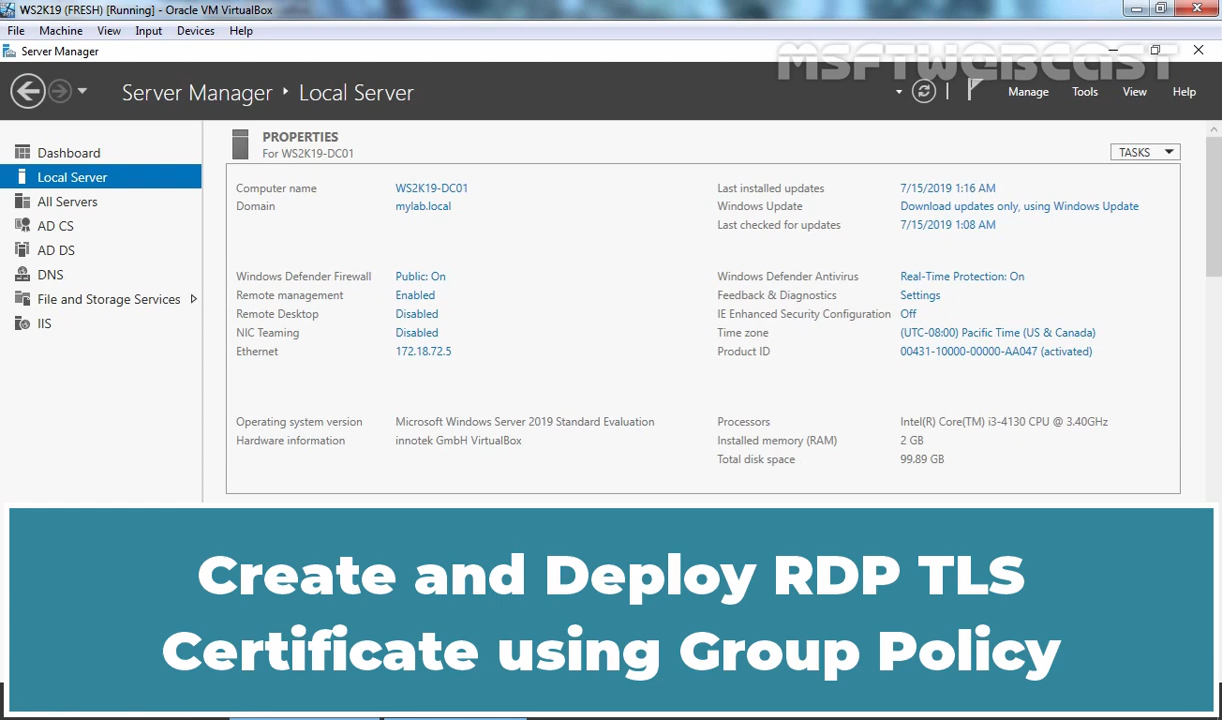 WS2K19 (FRESH) [Running] - Oracle VM VirtualBox
File Machine View Input Devices Help
Server Manager
MSFTWEBCAST
Server Manager ‣ Local Server
Manage Tools View Help
Dashboard
Local Server
All Servers
AD CS
AD DS
DNS
File and Storage Services
IIS
PROPERTIES
For WS2K19-DC01
TASKS
Computer name WS2K19-DC01
Domain mylab.local
Last installed updates 7/15/2019 1:16 AM
Windows Update Download updates only, using Windows Update
Last checked for updates 7/15/2019 1:08 AM
Windows Defender Firewall Public: On
Remote management Enabled
Remote Desktop Disabled
NIC Teaming Disabled
Ethernet 172.18.72.5
Windows Defender Antivirus Real-Time Protection: On
Feedback & Diagnostics Settings
IE Enhanced Security Configuration Off
Time zone (UTC-08:00) Pacific Time (US & Canada)
Product ID 00431-10000-00000-AA047 (activated)
Operating system version Microsoft Windows Server 2019 Standard Evaluation
Hardware information innotek GmbH VirtualBox
Processors Intel(R) Core(TM) i3-4130 CPU @ 3.40GHz
Installed memory (RAM) 2 GB
Total disk space 99.89 GB
Create and Deploy RDP TLS
Certificate using Group Policy